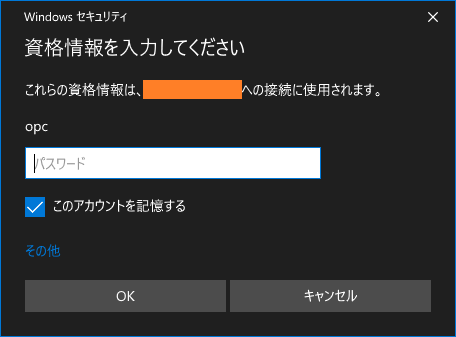 Windows セキュリティ
資格情報を入力してください
これらの資格情報は、への接続に使用されます。
opc
パスワード
このアカウントを記憶する
その他
OK
キャンセル